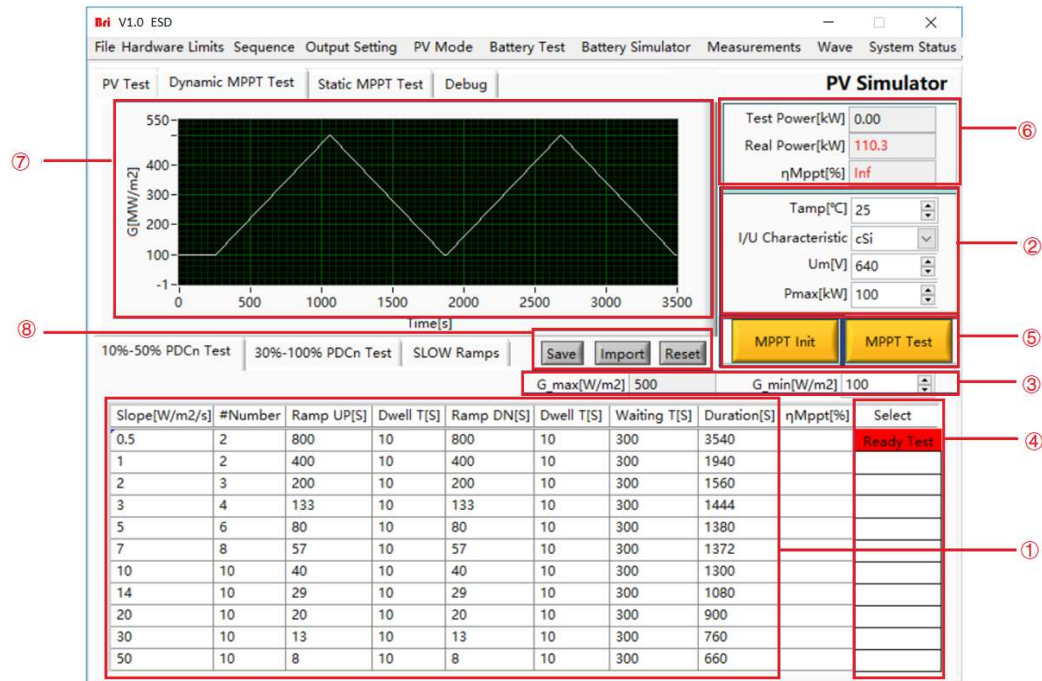 Bri V1.0 ESD
File Hardware Limits Sequence Output Setting PV Mode Battery Test Battery Simulator Measurements Wave System Status
PV Test Dynamic MPPT Test Static MPPT Test Debug PV Simulator
550
400
300
200
100
-1
G[MW/m2]
0 500 1000 1500 2000 2500 3000 3500
Time[s]
⑦
Test Power[kW] 0.00
Real Power[kW] 110.3
ηMppt[%] Inf
⑥
Tamp[℃] 25
I/U Characteristic cSi
Um[V] 640
Pmax[kW] 100
②
MPPT Init MPPT Test
⑤
⑧
10%-50% PDCn Test 30%-100% PDCn Test SLOW Ramps Save Import Reset
G_max[W/m2] 500 G_min[W/m2] 100
③
Slope[W/m2/s] #Number Ramp UP[S] Dwell T[S] Ramp DN[S] Dwell T[S] Waiting T[S] Duration[S] ηMppt[%] Select
0.5 2 800 10 800 10 300 3540 Ready Test
④
1 2 400 10 400 10 300 1940
2 3 200 10 200 10 300 1560
3 4 133 10 133 10 300 1444
5 6 80 10 80 10 300 1380
7 8 57 10 57 10 300 1372
①
10 10 40 10 40 10 300 1300
14 10 29 10 29 10 300 1080
20 10 20 10 20 10 300 900
30 10 13 10 13 10 300 760
50 10 8 10 8 10 300 660